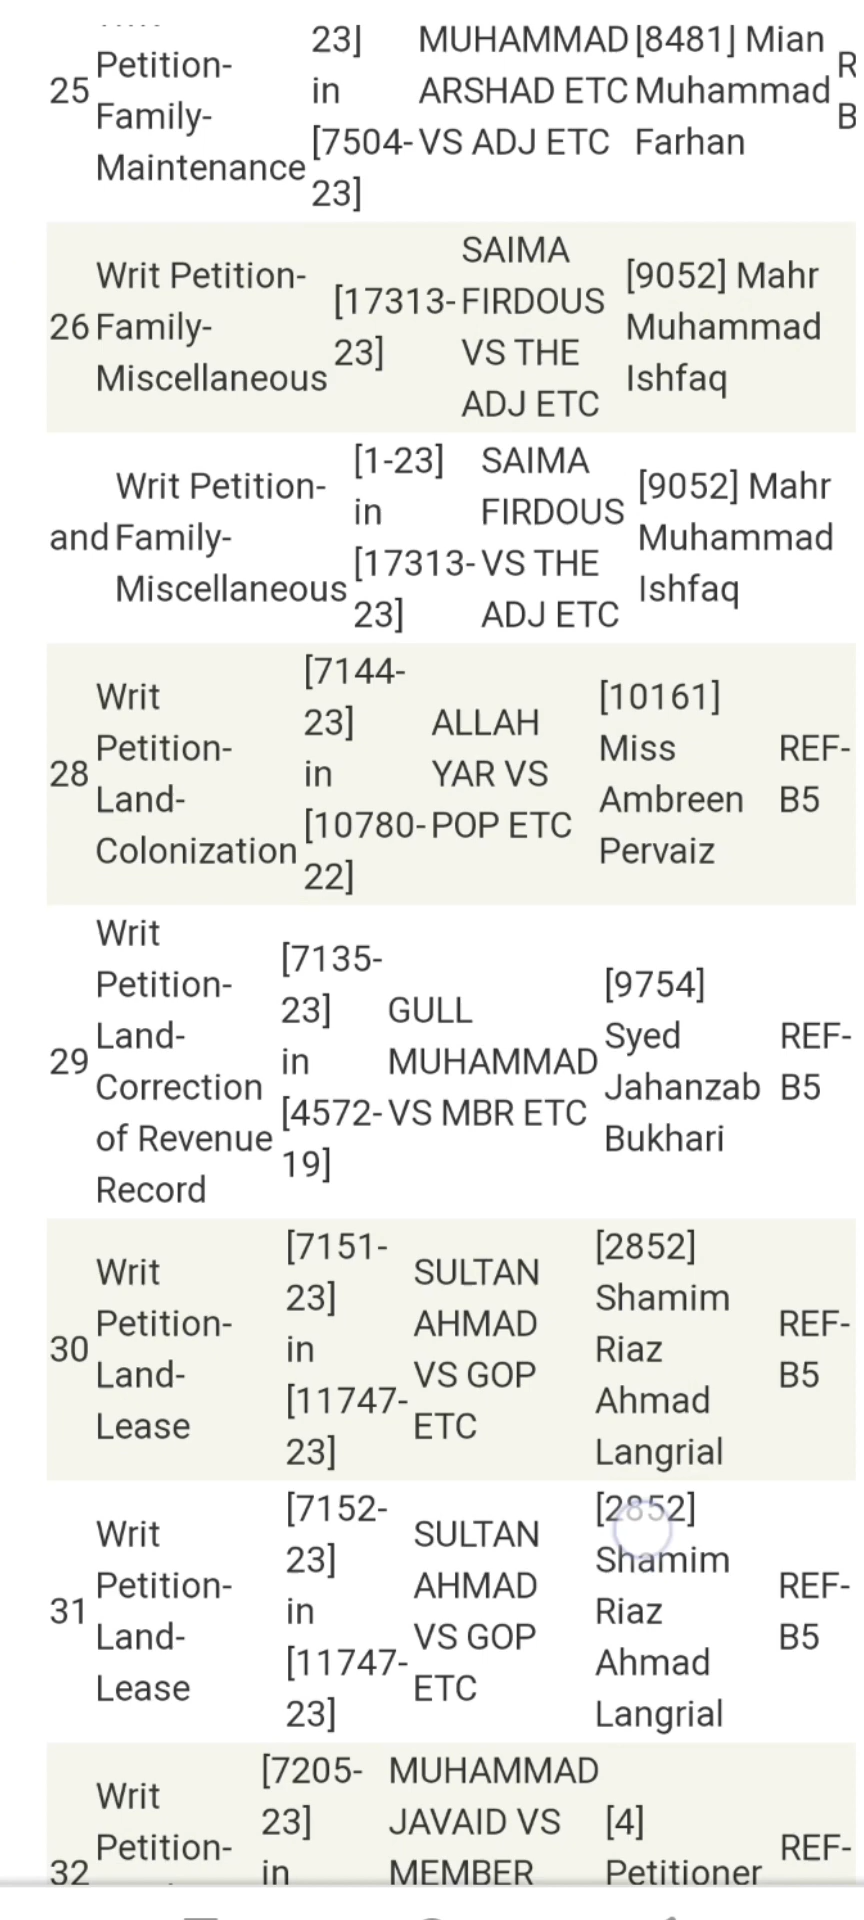 25
Petition-
Family-
Maintenance
23]
in
[7504-
23]
MUHAMMAD
ARSHAD ETC
VS ADJ ETC
[8481] Mian
Muhammad
Farhan
R
B
26
Writ Petition-
Family-
Miscellaneous
[17313-
23]
SAIMA
FIRDOUS
VS THE
ADJ ETC
[9052] Mahr
Muhammad
Ishfaq
and
Writ Petition-
Family-
Miscellaneous
[1-23]
in
[17313-
23]
SAIMA
FIRDOUS
VS THE
ADJ ETC
[9052] Mahr
Muhammad
Ishfaq
28
Writ
Petition-
Land-
Colonization
[7144-
23]
in
[10780-
22]
ALLAH
YAR VS
POP ETC
[10161]
Miss
Ambreen
Pervaiz
REF-
B5
29
Writ
Petition-
Land-
Correction
of Revenue
Record
[7135-
23]
in
[4572-
19]
GULL
MUHAMMAD
VS MBR ETC
[9754]
Syed
Jahanzab
Bukhari
REF-
B5
30
Writ
Petition-
Land-
Lease
[7151-
23]
in
[11747-
23]
SULTAN
AHMAD
VS GOP
ETC
[2852]
Shamim
Riaz
Ahmad
Langrial
REF-
B5
31
Writ
Petition-
Land-
Lease
[7152-
23]
in
[11747-
23]
SULTAN
AHMAD
VS GOP
ETC
[2852]
Shamim
Riaz
Ahmad
Langrial
REF-
B5
32
Writ
Petition-
[7205-
23]
in
MUHAMMAD
JAVAID VS
MEMBER
[4]
Petitioner
REF-